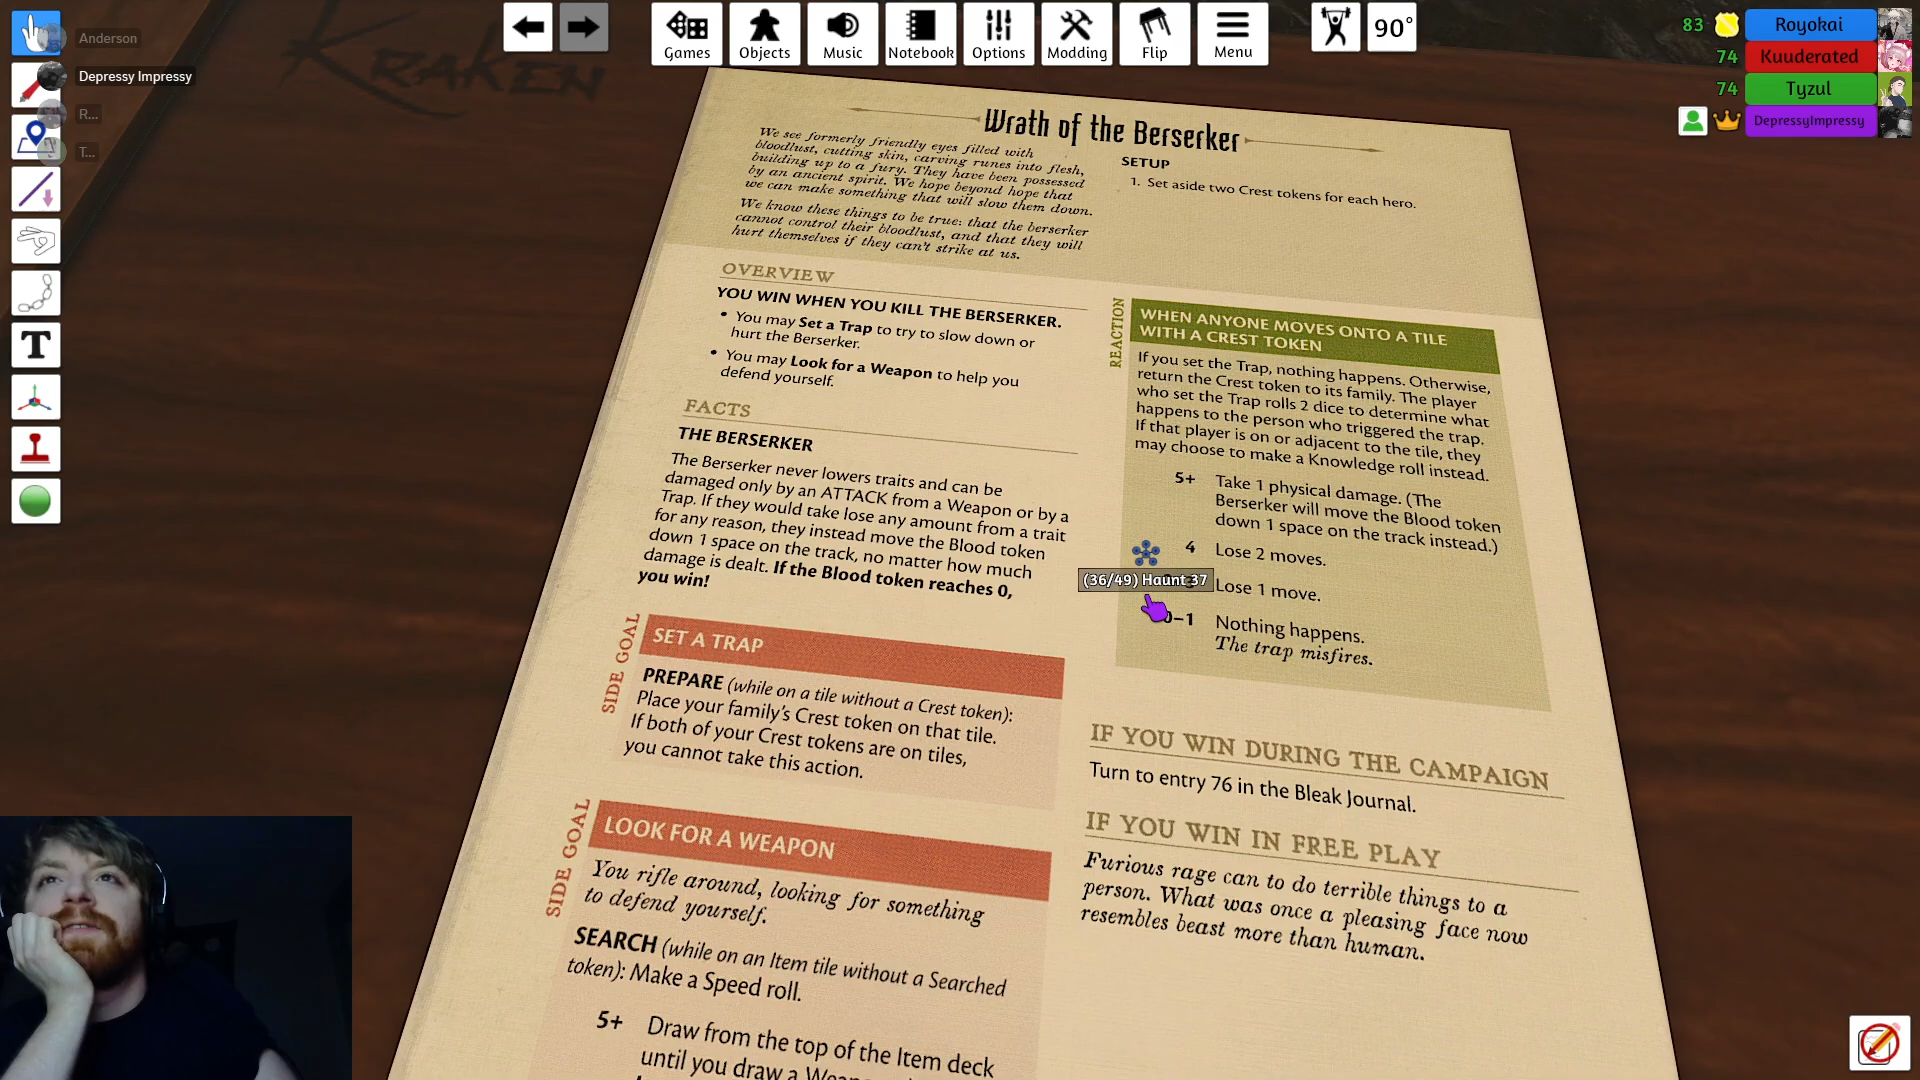 Anderson
Depressy Impressy
R...
T...
T
KRAKEN
Games
Objects
Music
Notebook
Options
Modding
Flip
Menu
90°
83
Royokai
74
Kuuderated
74
Tyzul
DepressyImpressy
Wrath of the Berserker
We see formerly friendly eyes filled with
bloodlust, cutting skin, carving runes into flesh,
building up to a fury. They have been possessed
by an ancient spirit. We hope beyond hope that
we can make something that will slow them down.
We know these things to be true: that the berserker
cannot control their bloodlust, and that they will
hurt themselves if they can't strike at us.
SETUP
1. Set aside two Crest tokens for each hero.
OVERVIEW
YOU WIN WHEN YOU KILL THE BERSERKER.
• You may Set a Trap to try to slow down or
hurt the Berserker.
• You may Look for a Weapon to help you
defend yourself.
FACTS
THE BERSERKER
The Berserker never lowers traits and can be
damaged only by an ATTACK from a Weapon or by a
Trap. If they would take lose any amount from a trait
for any reason, they instead move the Blood token
down 1 space on the track, no matter how much
damage is dealt. If the Blood token reaches 0,
you win!
SIDE GOAL
SET A TRAP
PREPARE (while on a tile without a Crest token):
Place your family's Crest token on that tile.
If both of your Crest tokens are on tiles,
you cannot take this action.
SIDE GOAL
LOOK FOR A WEAPON
You rifle around, looking for something
to defend yourself.
SEARCH (while on an Item tile without a Searched
token): Make a Speed roll.
5+ Draw from the top of the Item deck
until you draw a
REACTION
WHEN ANYONE MOVES ONTO A TILE
WITH A CREST TOKEN
If you set the Trap, nothing happens. Otherwise,
return the Crest token to its family. The player
who set the Trap rolls 2 dice to determine what
happens to the person who triggered the trap.
If that player is on or adjacent to the tile, they
may choose to make a Knowledge roll instead.
5+ Take 1 physical damage. (The
Berserker will move the Blood token
down 1 space on the track instead.)
4 Lose 2 moves.
(36/49) Haunt 37
Lose 1 move.
0–1 Nothing happens.
The trap misfires.
IF YOU WIN DURING THE CAMPAIGN
Turn to entry 76 in the Bleak Journal.
IF YOU WIN IN FREE PLAY
Furious rage can to do terrible things to a
person. What was once a pleasing face now
resembles beast more than human.